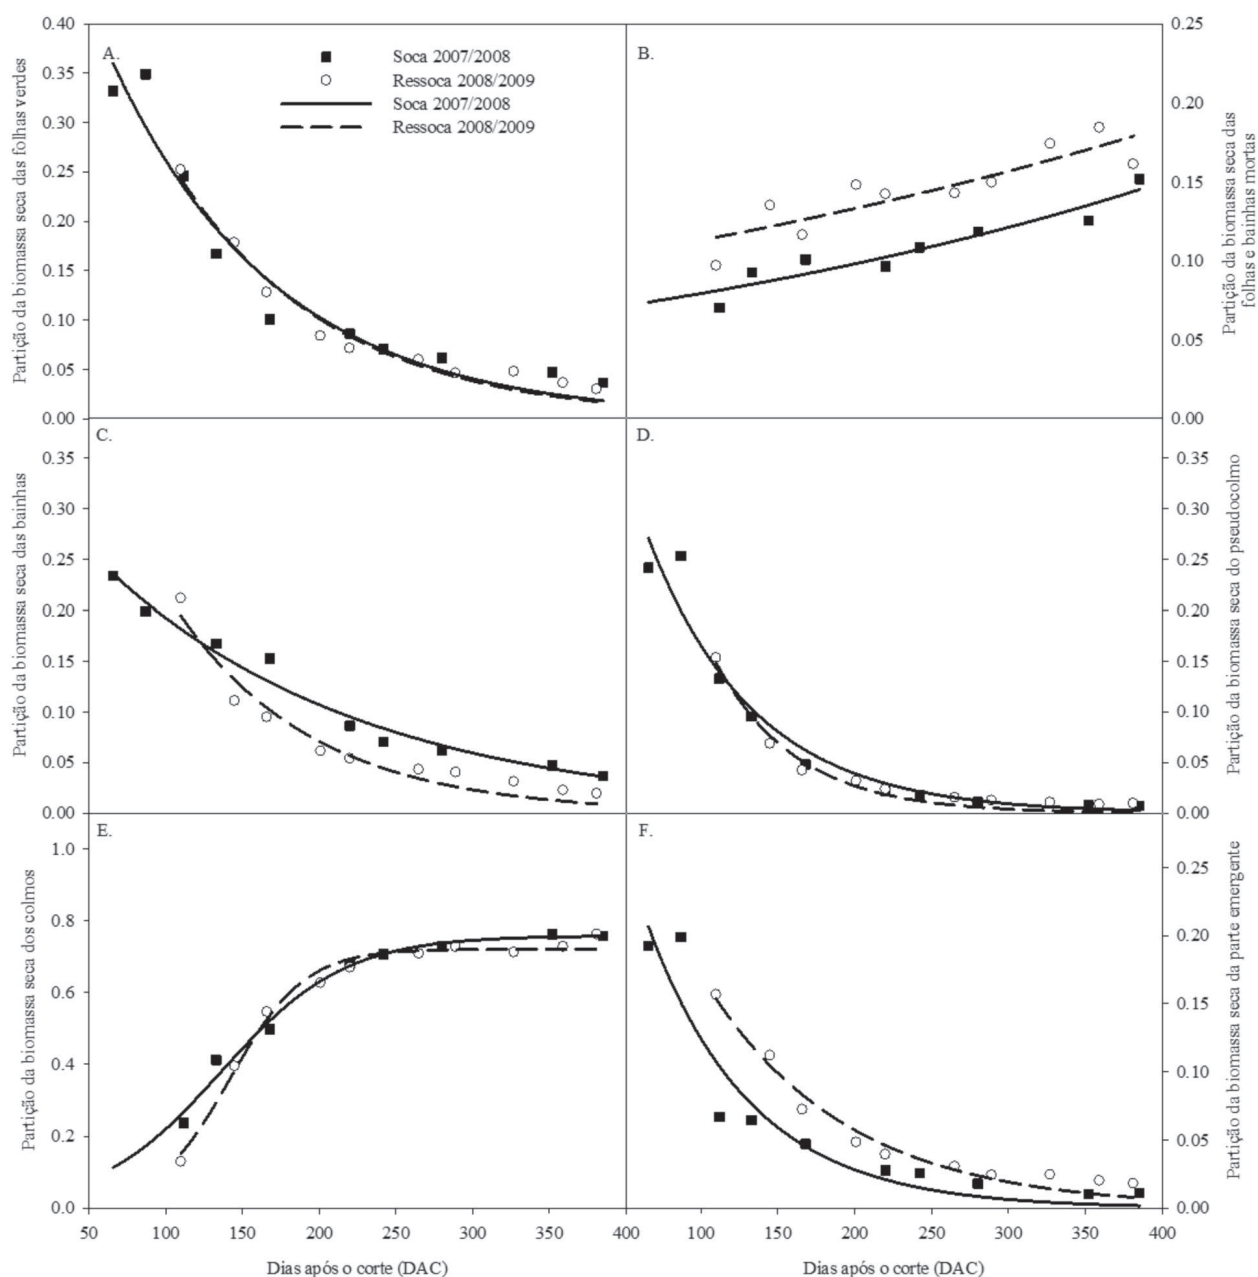 A.
Soca 2007/2008
Ressoca 2008/2009
Soca 2007/2008
Ressoca 2008/2009
Partição da biomassa seca das folhas verdes
0.40
0.35
0.30
0.25
0.20
0.15
0.10
0.05
0.00
B.
0.25
0.20
0.15
0.10
0.05
0.00
Partição da biomassa seca das
folhas e bainhas mortas
C.
Partição da biomassa seca das bainhas
0.35
0.30
0.25
0.20
0.15
0.10
0.05
0.00
D.
0.35
0.30
0.25
0.20
0.15
0.10
0.05
0.00
Partição da biomassa seca do pseudocolmo
E.
Partição da biomassa seca dos colmos
1.0
0.8
0.6
0.4
0.2
0.0
F.
0.25
0.20
0.15
0.10
0.05
0.00
Partição da biomassa seca da parte emergente
50 100 150 200 250 300 350 400
100 150 200 250 300 350 400
Dias após o corte (DAC)
Dias após o corte (DAC)